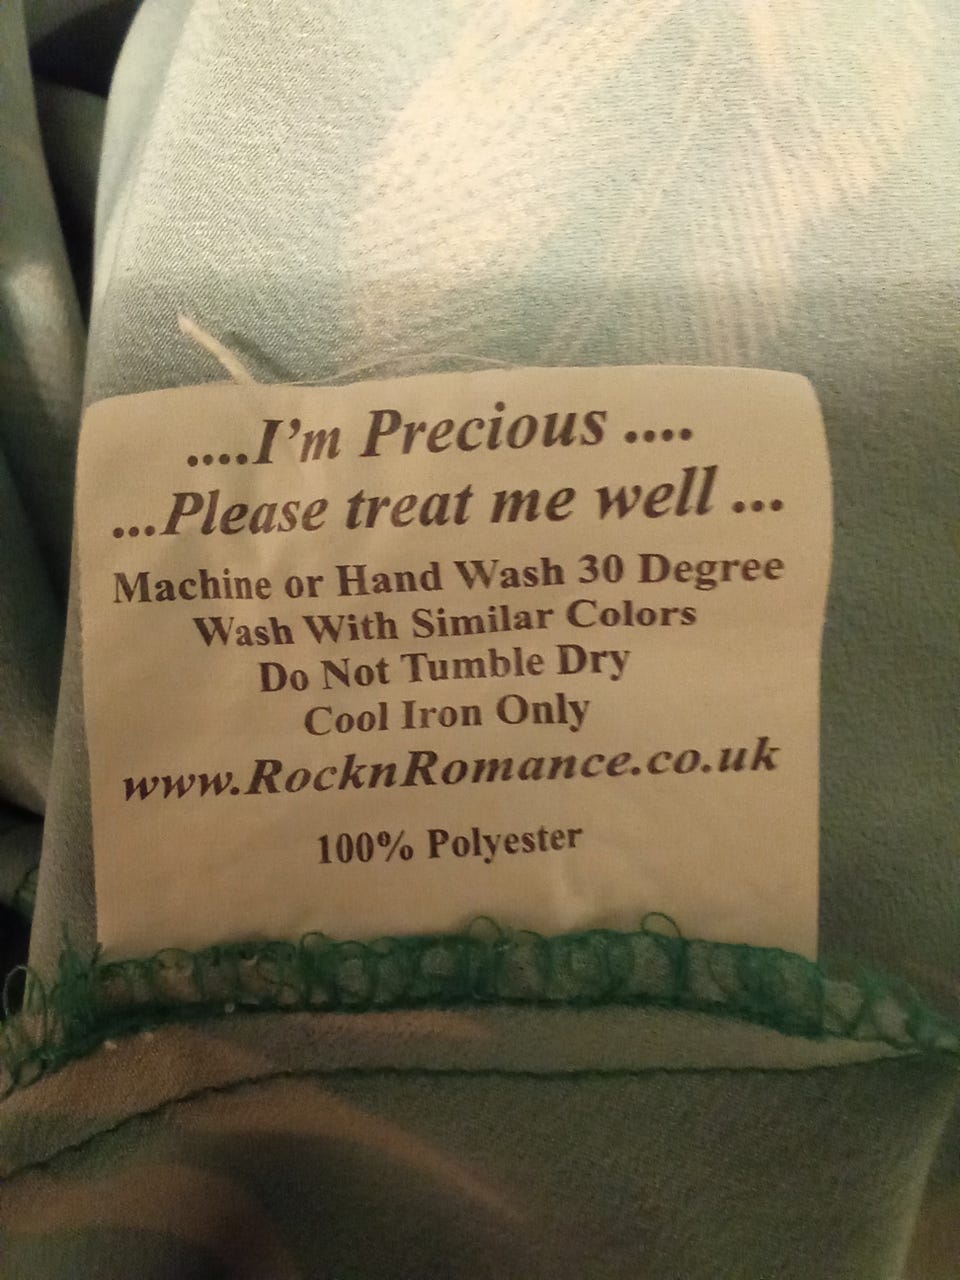 ....I'm Precious ....
...Please treat me well ...
Machine or Hand Wash 30 Degree
Wash With Similar Colors
Do Not Tumble Dry
Cool Iron Only
www.RocknRomance.co.uk
100% Polyester